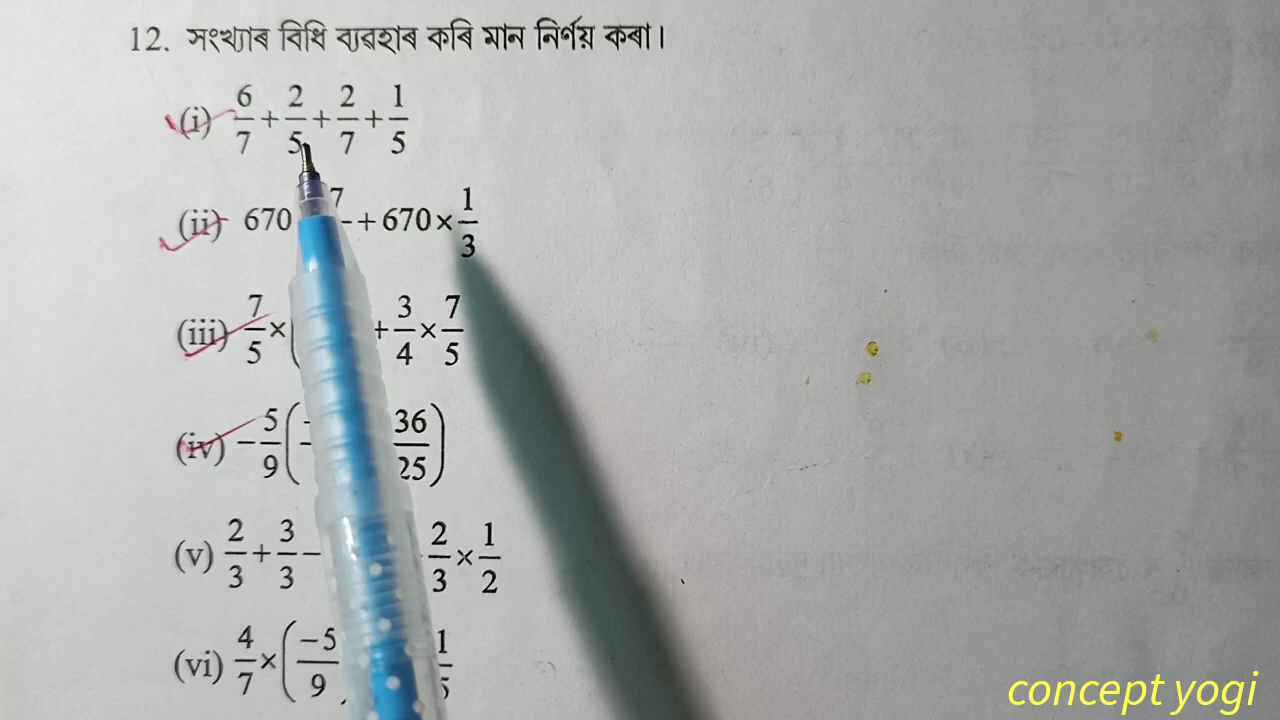 12. সংখ্যাৰ বিধি ব্যৱহাৰ কৰি মান নিৰ্ণয় কৰা।
(i) 6/7 + 2/5 + 2/7 + 1/5
(ii) 670 7 + 670 × 1/3
(iii) 7/5 × ( + 3/4 × 7/5
(iv) − 5/9 ( 36/25 )
(v) 2/3 + 3/3 − 2/3 × 1/2
(vi) 4/7 × ( −5/9 1
concept yogi